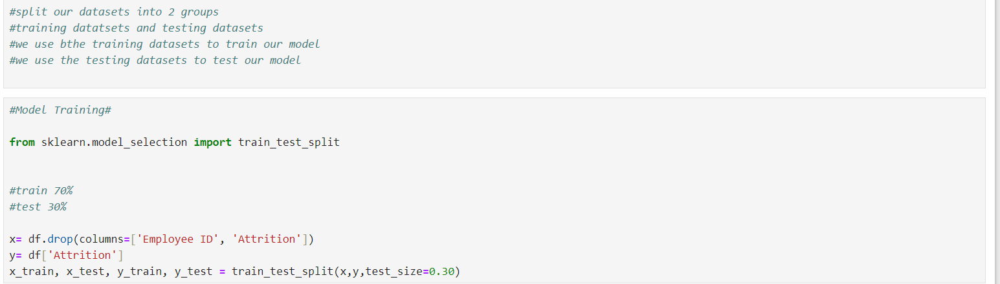 #split our datasets into 2 groups
#training datatsets and testing datasets
#we use bthe training datasets to train our model
#we use the testing datasets to test our model
#Model Training#
from sklearn.model_selection import train_test_split
#train 70%
#test 30%
x= df.drop(columns=['Employee ID', 'Attrition'])
y= df['Attrition']
x_train, x_test, y_train, y_test = train_test_split(x,y,test_size=0.30)